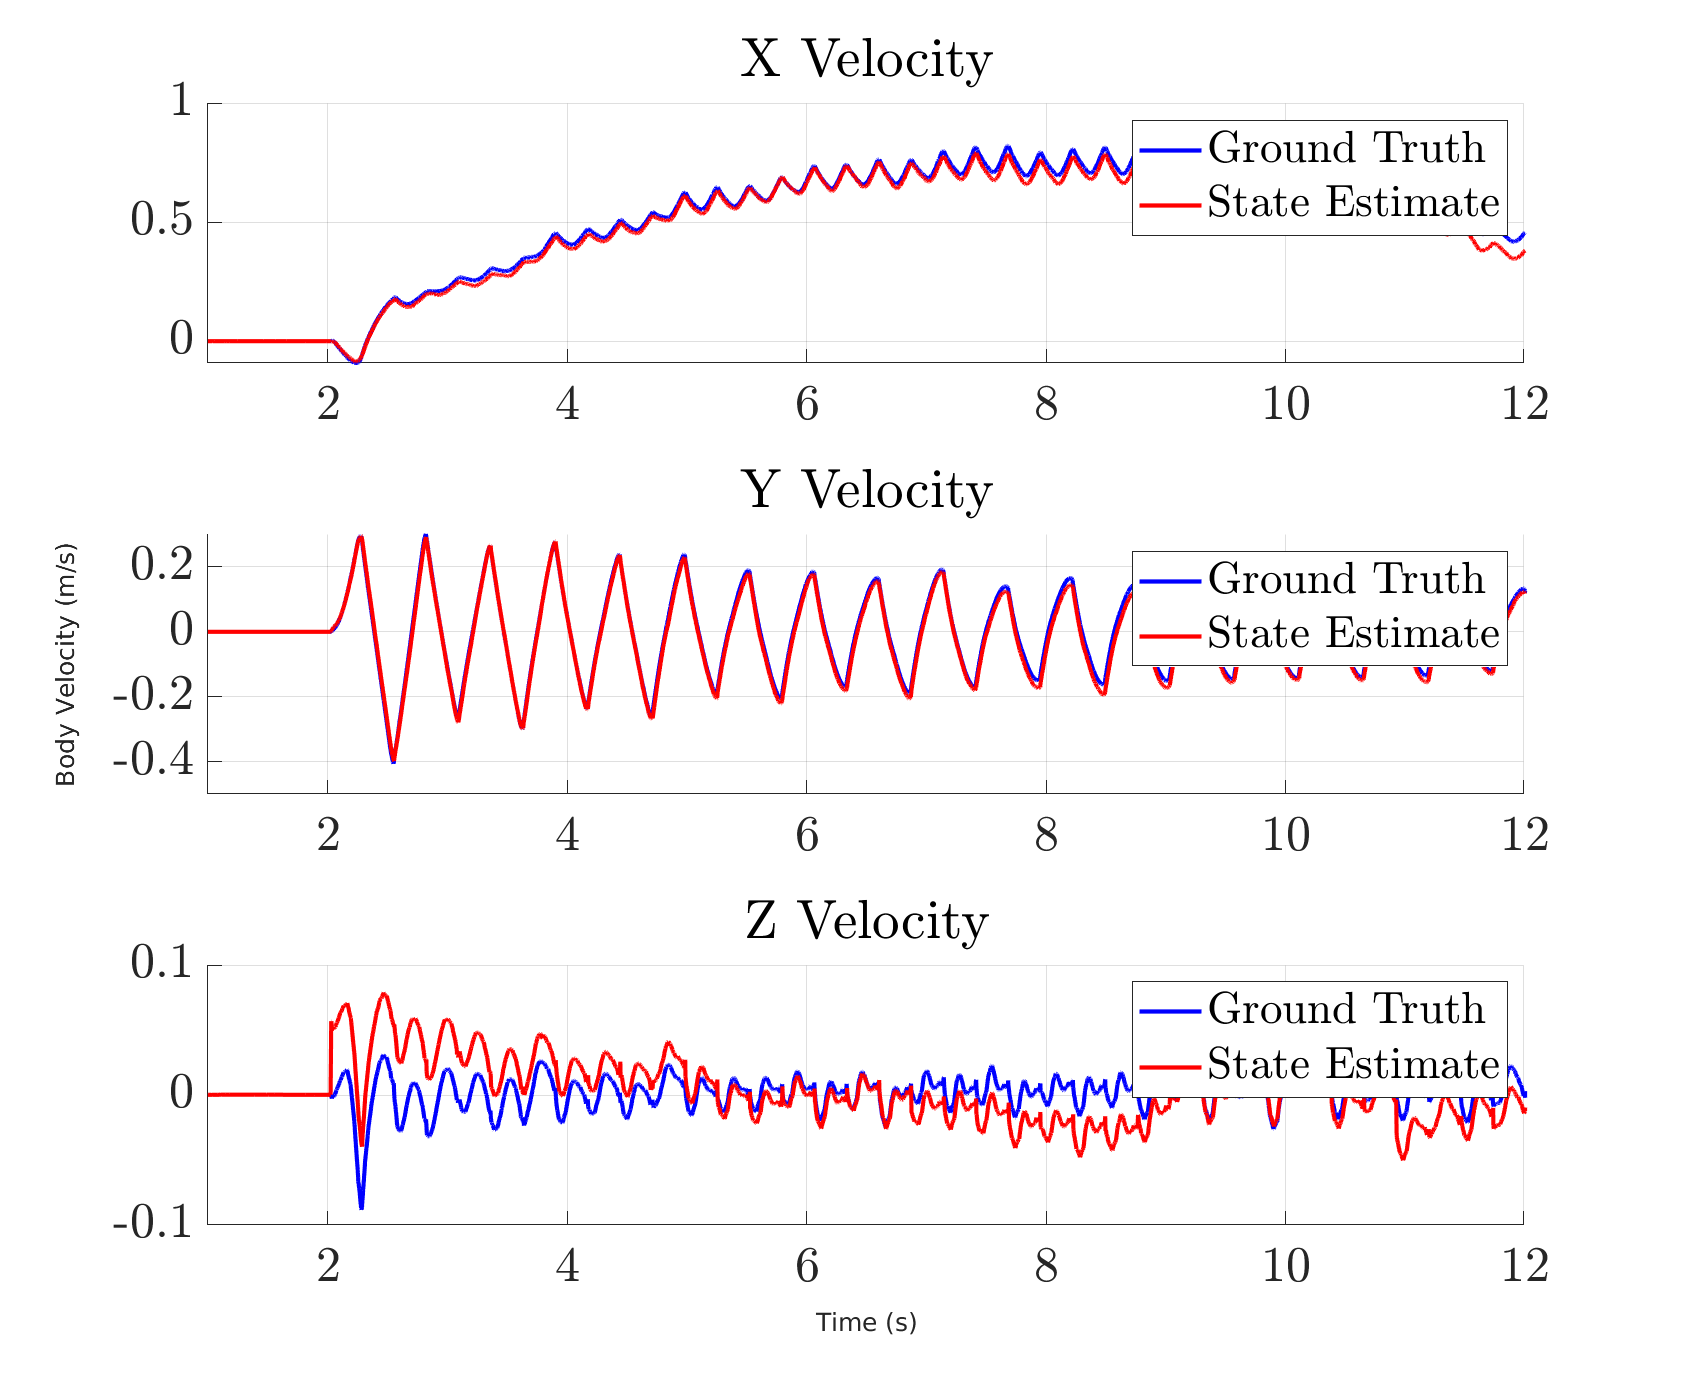 X Velocity
1
0.5
0
Ground Truth
State Estimate
2 4 6 8 10 12
Y Velocity
Body Velocity (m/s)
0.2
0
-0.2
-0.4
Ground Truth
State Estimate
2 4 6 8 10 12
Z Velocity
0.1
0
-0.1
Ground Truth
State Estimate
2 4 6 8 10 12
Time (s)